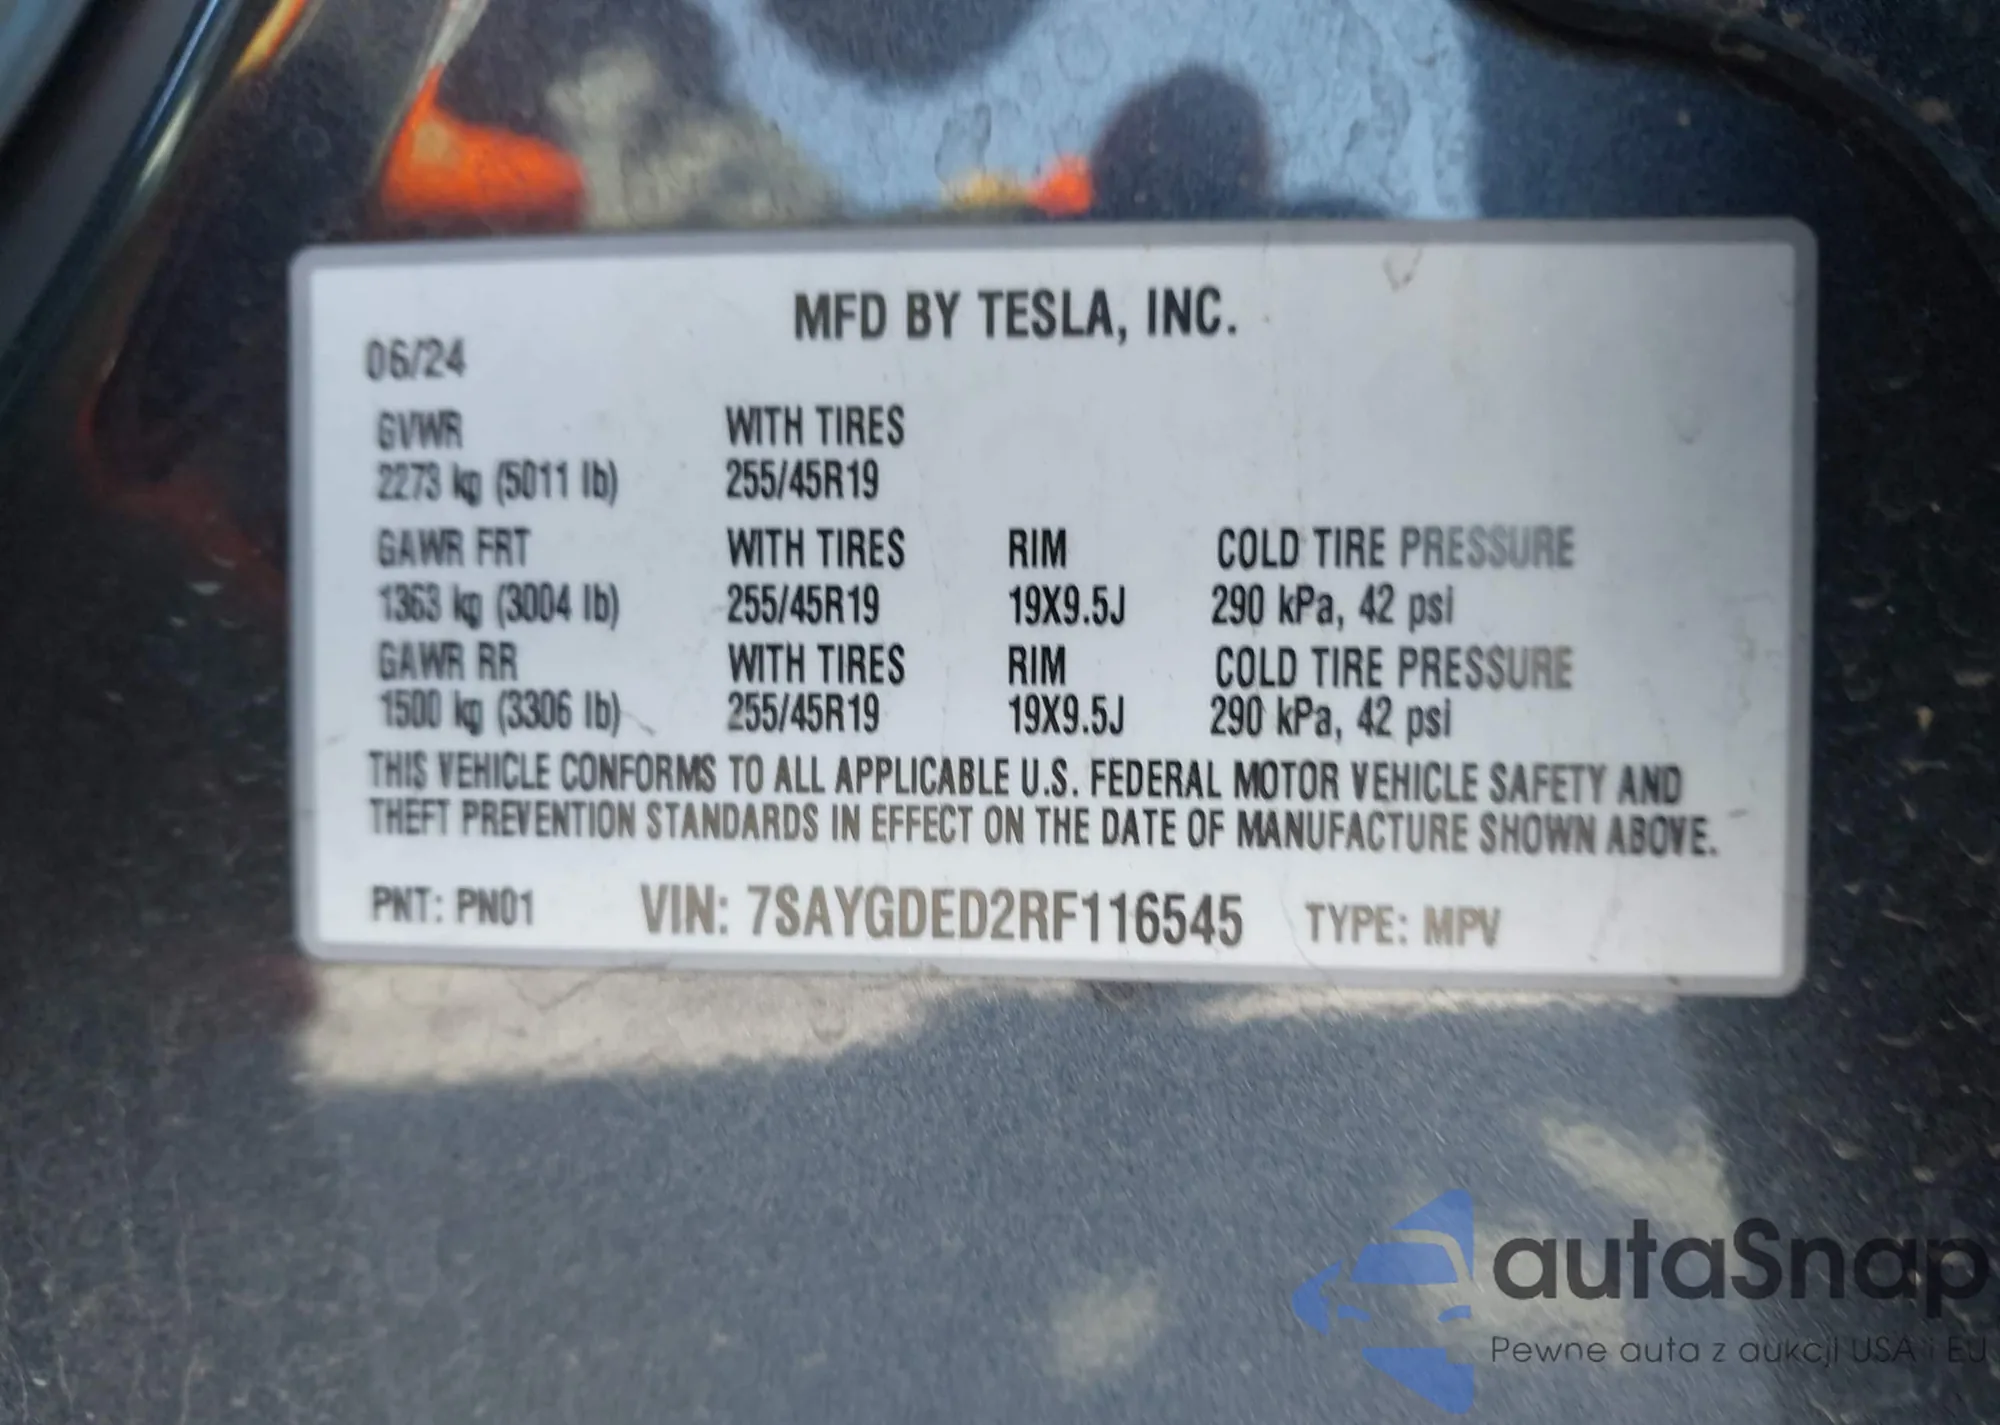 MFD BY TESLA, INC.
06/24
GVWR WITH TIRES
2273 kg (5011 lb) 255/45R19
GAWR FRT WITH TIRES RIM COLD TIRE PRESSURE
1363 kg (3004 lb) 255/45R19 19X9.5J 290 kPa, 42 psi
GAWR RR WITH TIRES RIM COLD TIRE PRESSURE
1500 kg (3306 lb) 255/45R19 19X9.5J 290 kPa, 42 psi
THIS VEHICLE CONFORMS TO ALL APPLICABLE U.S. FEDERAL MOTOR VEHICLE SAFETY AND
THEFT PREVENTION STANDARDS IN EFFECT ON THE DATE OF MANUFACTURE SHOWN ABOVE.
PNT: PN01 VIN: 7SAYGDED2RF116545 TYPE: MPV
autaSnap
Pewne auta z aukcji USA i EU